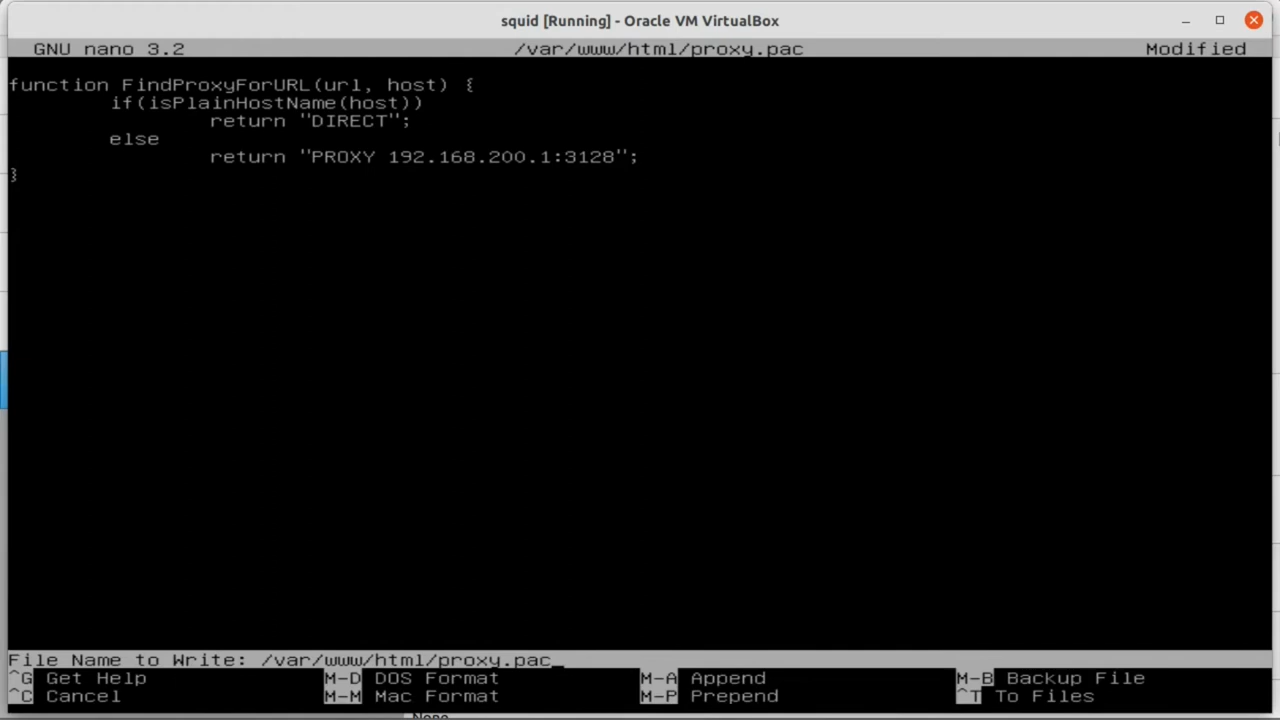 squid [Running] - Oracle VM VirtualBox
GNU nano 3.2 /var/www/html/proxy.pac Modified
function FindProxyForURL(url, host) {
if(isPlainHostName(host))
return "DIRECT";
else
return "PROXY 192.168.200.1:3128";
}
File Name to Write: /var/www/html/proxy.pac
^G Get Help M-D DOS Format M-A Append M-B Backup File
^C Cancel M-M Mac Format M-P Prepend ^T To Files
None